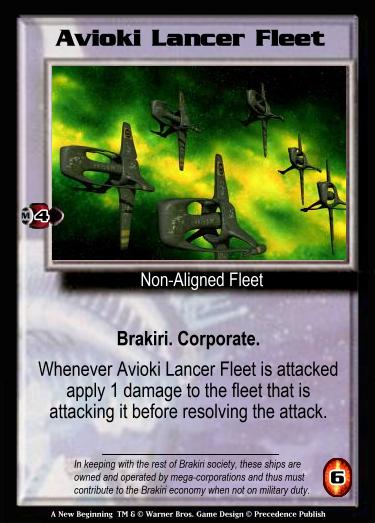 Avioki Lancer Fleet
M 4
Non-Aligned Fleet
Brakiri. Corporate.
Whenever Avioki Lancer Fleet is attacked
apply 1 damage to the fleet that is
attacking it before resolving the attack.
In keeping with the rest of Brakiri society, these ships are
owned and operated by mega-corporations and thus must
contribute to the Brakiri economy when not on military duty.
6
A New Beginning TM & © Warner Bros. Game Design © Precedence Publish